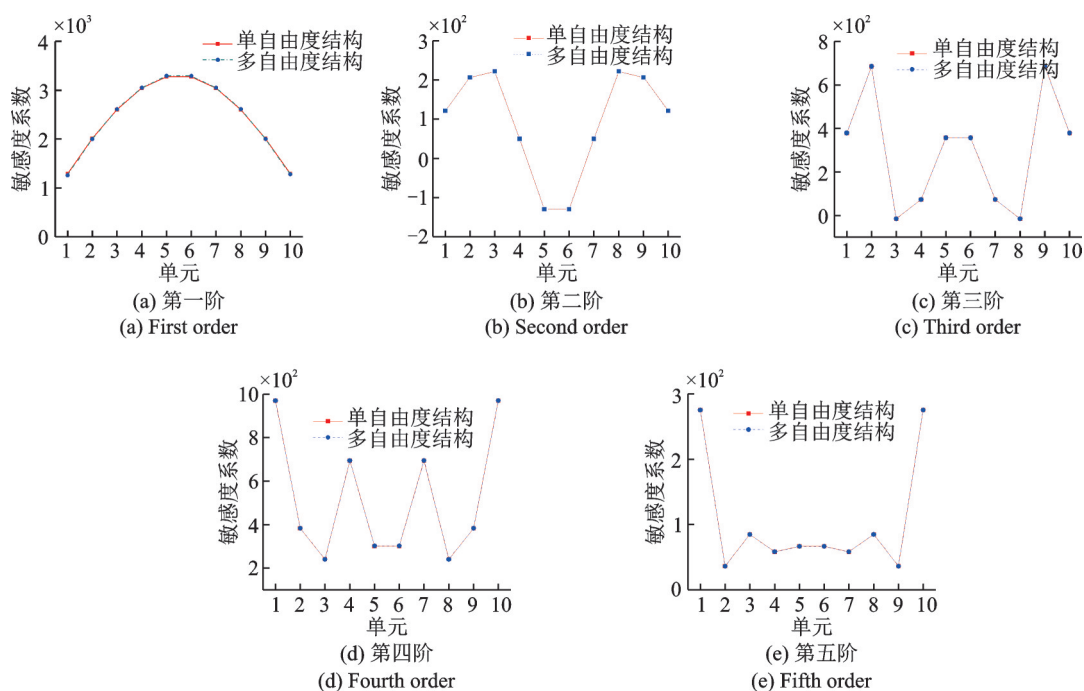 ×10³
4
3
2
1
0
敏感度系数
单自由度结构
多自由度结构
1 2 3 4 5 6 7 8 9 10
单元
(a) 第一阶
(a) First order
×10²
3
2
1
0
−1
−2
敏感度系数
单自由度结构
多自由度结构
1 2 3 4 5 6 7 8 9 10
单元
(b) 第二阶
(b) Second order
×10²
8
6
4
2
0
敏感度系数
单自由度结构
多自由度结构
1 2 3 4 5 6 7 8 9 10
单元
(c) 第三阶
(c) Third order
×10²
10
8
6
4
2
敏感度系数
单自由度结构
多自由度结构
1 2 3 4 5 6 7 8 9 10
单元
(d) 第四阶
(d) Fourth order
×10²
3
2
1
0
敏感度系数
单自由度结构
多自由度结构
1 2 3 4 5 6 7 8 9 10
单元
(e) 第五阶
(e) Fifth order